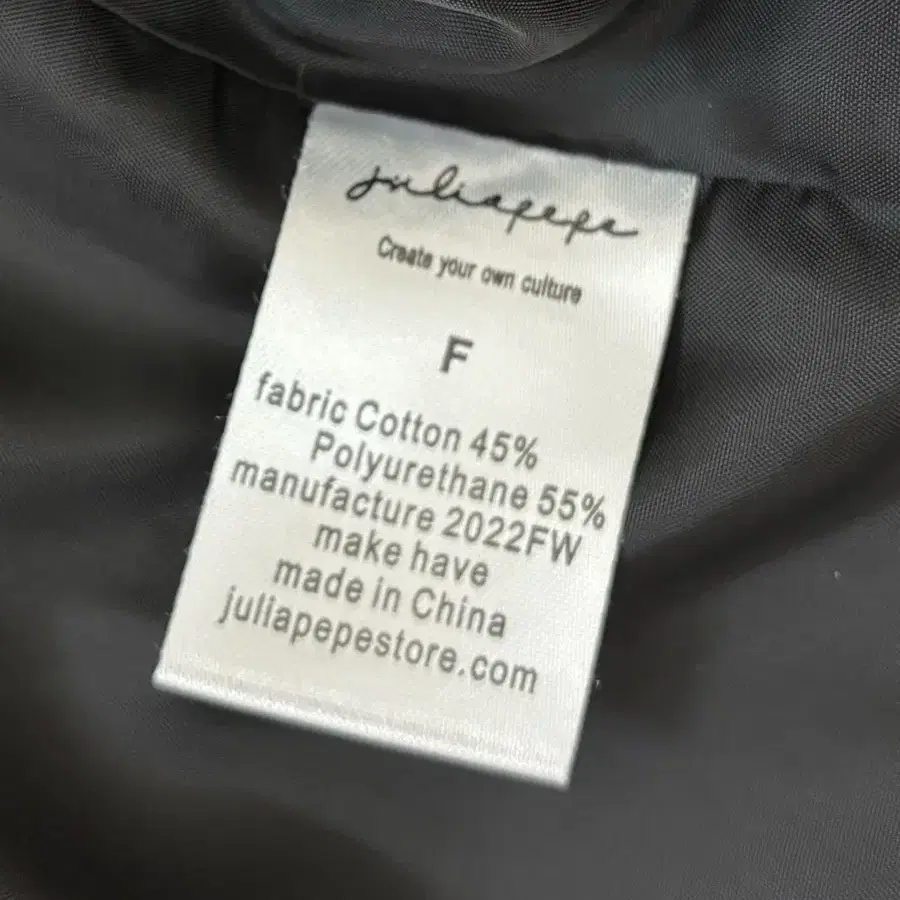 juliapepe
Create your own culture
F
fabric Cotton 45%
Polyurethane 55%
manufacture 2022FW
make have
made in China
juliapepestore.com